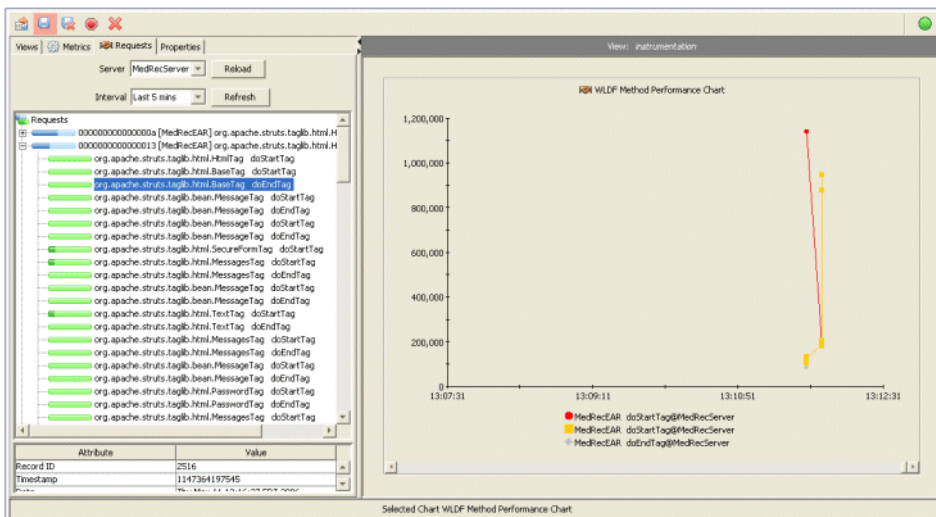 Views Metrics Requests Properties
View: instrumentation
Server MedRecServer Reload
Interval Last 5 mins Refresh
Requests
000000000000000a [MedRecEAR] org.apache.struts.taglib.html.H
0000000000000013 [MedRecEAR] org.apache.struts.taglib.html.H
org.apache.struts.taglib.html.HtmlTag doStartTag
org.apache.struts.taglib.html.BaseTag doStartTag
org.apache.struts.taglib.html.BaseTag doEndTag
org.apache.struts.taglib.bean.MessageTag doStartTag
org.apache.struts.taglib.bean.MessageTag doEndTag
org.apache.struts.taglib.bean.MessageTag doStartTag
org.apache.struts.taglib.bean.MessageTag doEndTag
org.apache.struts.taglib.html.SecureFormTag doStartTag
org.apache.struts.taglib.html.MessagesTag doStartTag
org.apache.struts.taglib.html.MessagesTag doEndTag
org.apache.struts.taglib.bean.MessageTag doStartTag
org.apache.struts.taglib.bean.MessageTag doEndTag
org.apache.struts.taglib.html.TextTag doStartTag
org.apache.struts.taglib.html.TextTag doEndTag
org.apache.struts.taglib.html.MessagesTag doStartTag
org.apache.struts.taglib.html.MessagesTag doEndTag
org.apache.struts.taglib.bean.MessageTag doStartTag
org.apache.struts.taglib.bean.MessageTag doEndTag
org.apache.struts.taglib.html.PasswordTag doStartTag
org.apache.struts.taglib.html.PasswordTag doEndTag
org.apache.struts.taglib.html.MessagesTag doStartTag
Attribute Value
Record ID 2516
Timestamp 1147364197545
WLDF Method Performance Chart
1,200,000
1,000,000
800,000
600,000
400,000
200,000
0
13:07:31 13:09:11 13:10:51 13:12:31
MedRecEAR doStartTag@MedRecServer
MedRecEAR doStartTag@MedRecServer
MedRecEAR doEndTag@MedRecServer
Selected Chart WLDF Method Performance Chart